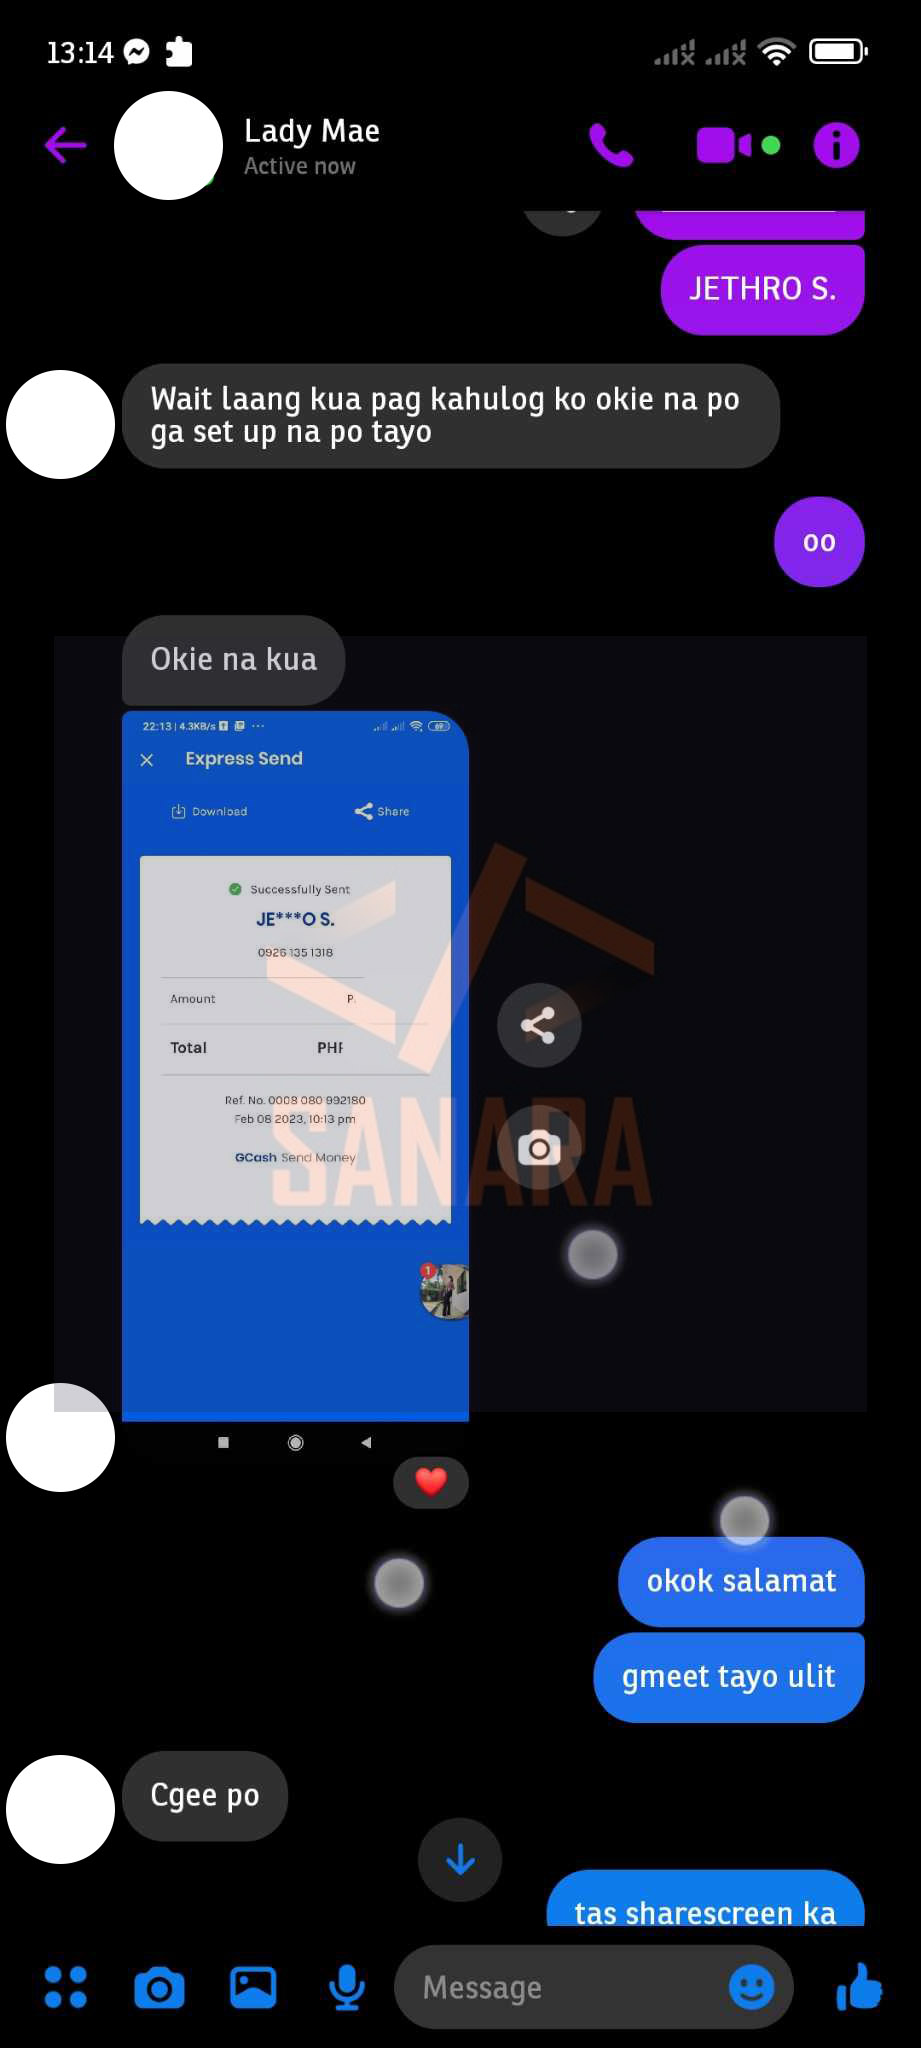 13:14
Lady Mae
Active now
JETHRO S.
Wait laang kua pag kahulog ko okie na po
ga set up na po tayo
oo
Okie na kua
22:13 | 4.3KB/s
69
Express Send
Download
Share
Successfully Sent
JE***O S.
0926 135 1318
Amount
P.
Total
PHP
Ref. No. 0008 080 992180
Feb 08 2023, 10:13 pm
GCash Send Money
SANARA
1
okok salamat
gmeet tayo ulit
Cgee po
tas sharescreen ka
Message